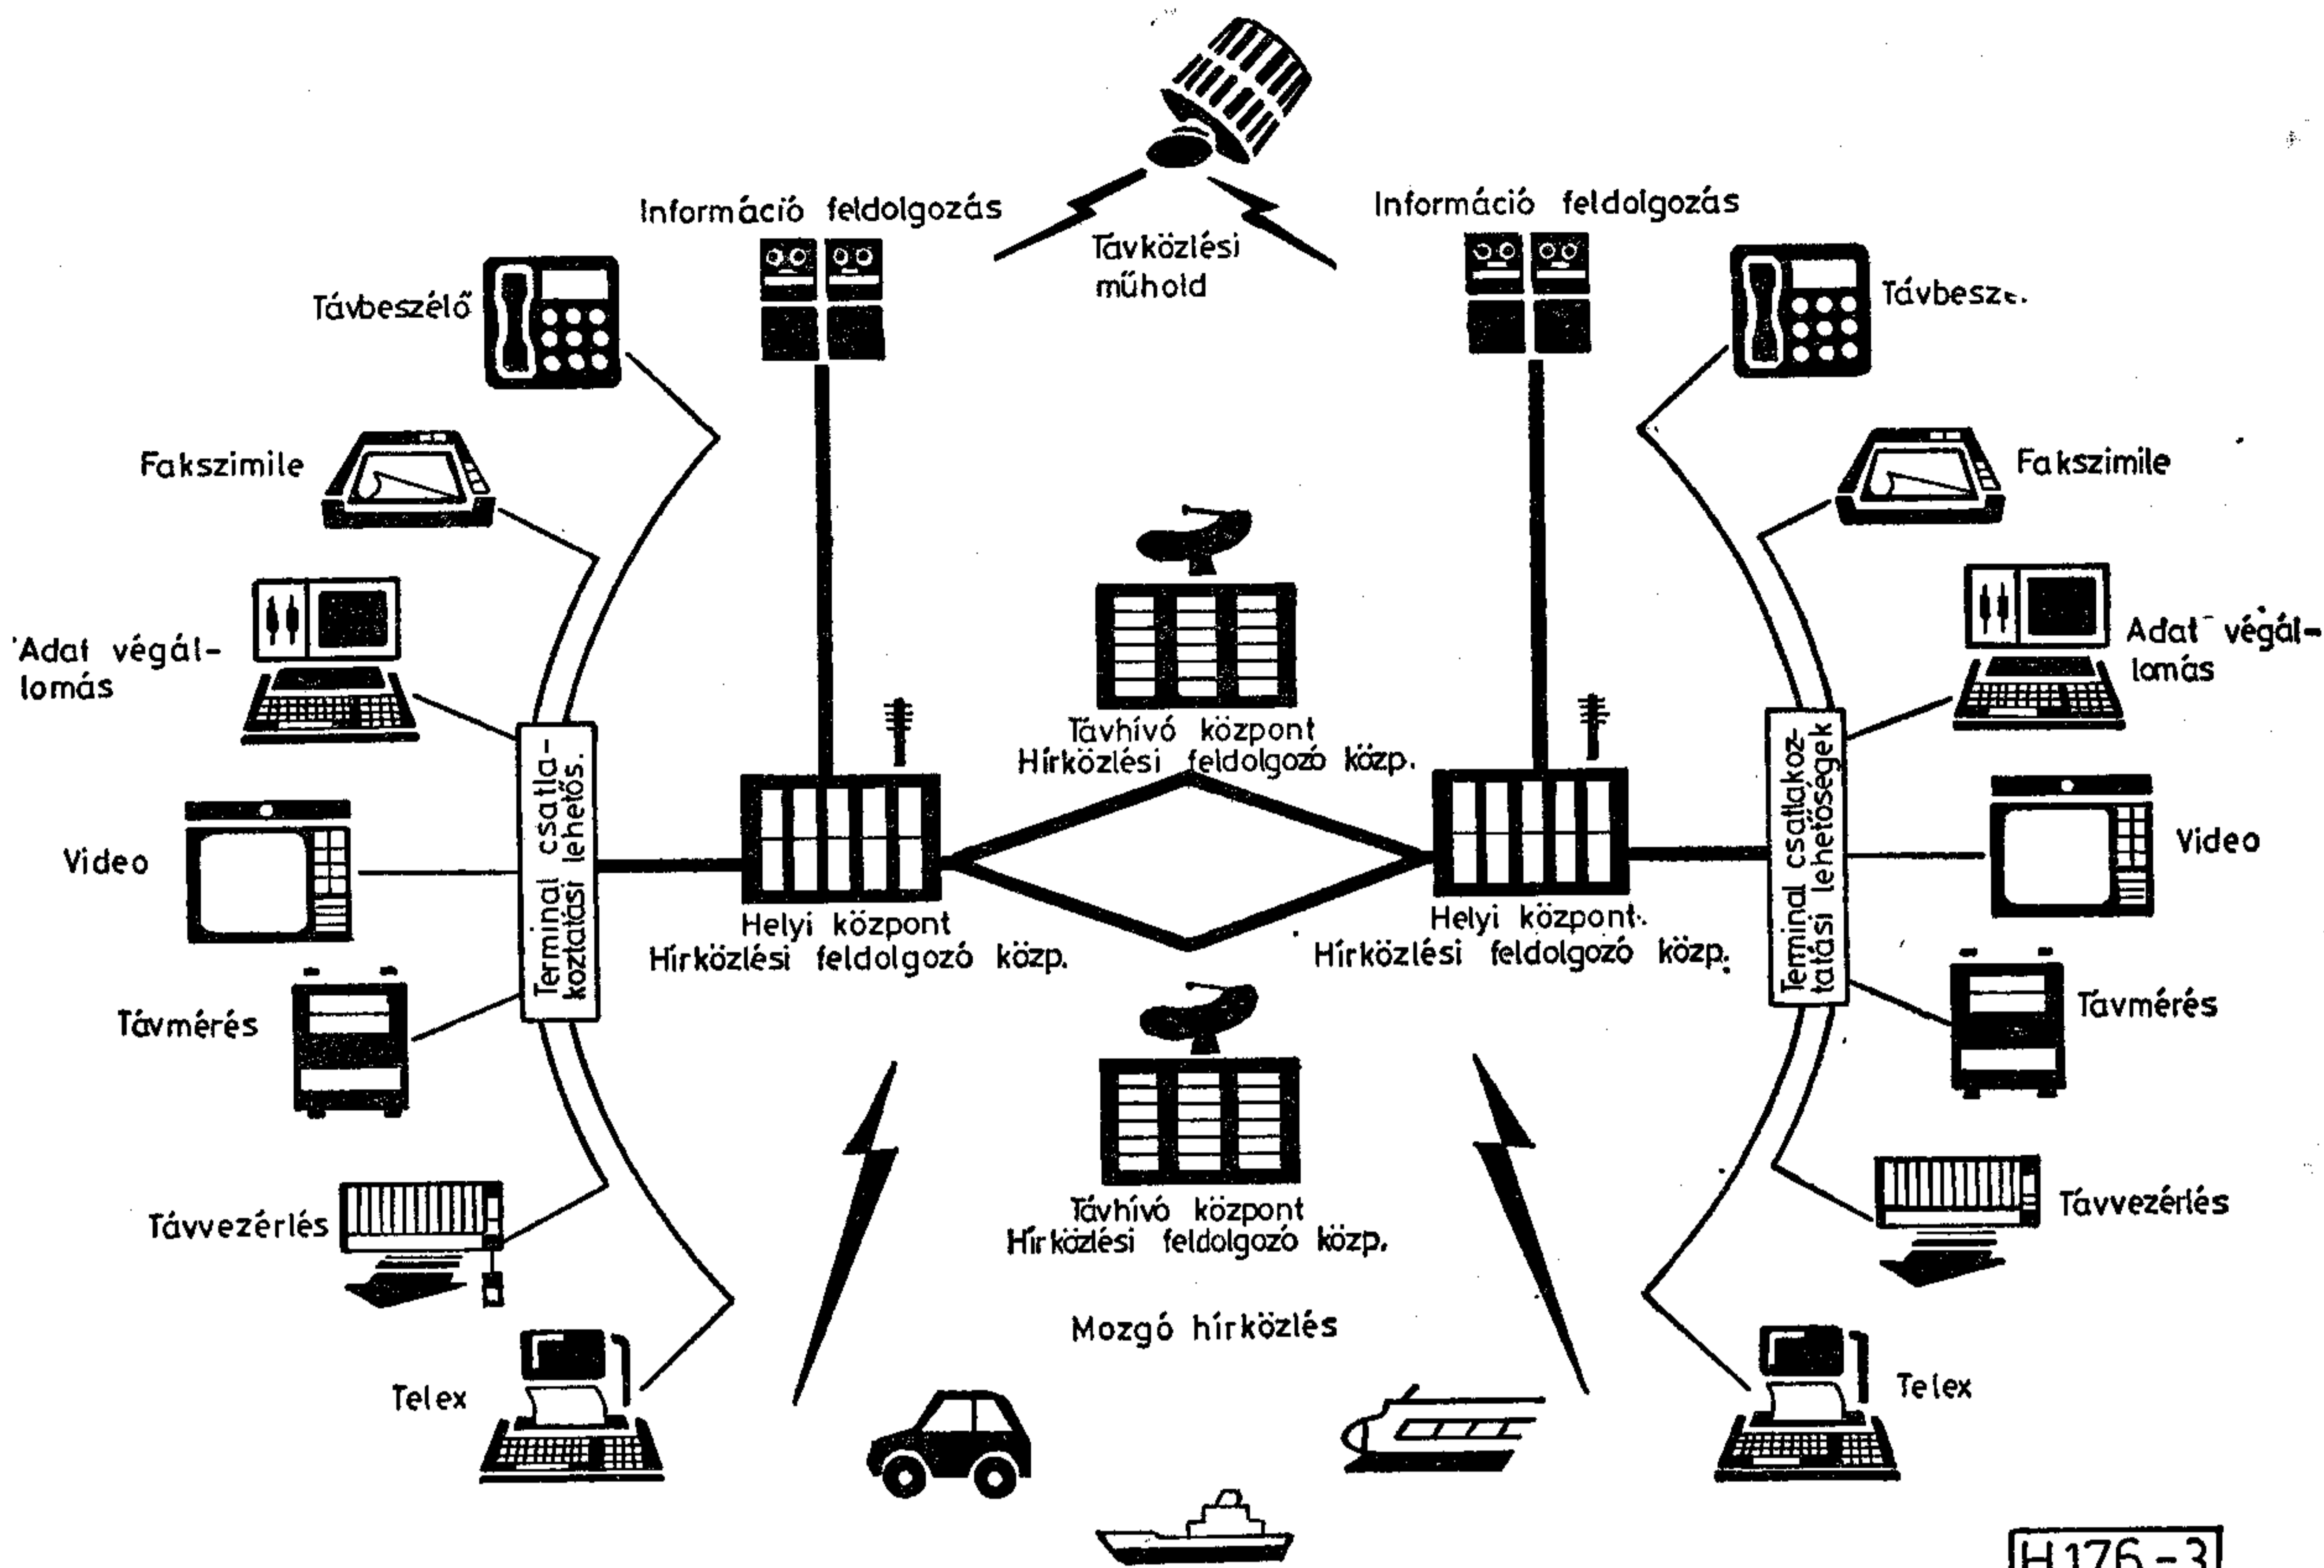 Információ feldolgozás
Információ feldolgozás
Távközlési
műhold
Távbeszélő
Fakszimile
Fakszimile
Adat végál-
lomás
Adat végál-
lomás
Távhívó központ
Hírközlési feldolgozó közp.
Terminal csatla-
koztatási lehetős.
Terminal csatlakoz-
tatási lehetőségek
Video
Video
Helyi központ
Hírközlési feldolgozó közp.
Helyi központ.
Hírközlési feldolgozó közp.
Távmérés
Távmérés
Távvezérlés
Távvezérlés
Távhívó központ
Hírközlési feldolgozó közp.
Mozgó hírközlés
Telex
Telex
H 176-3